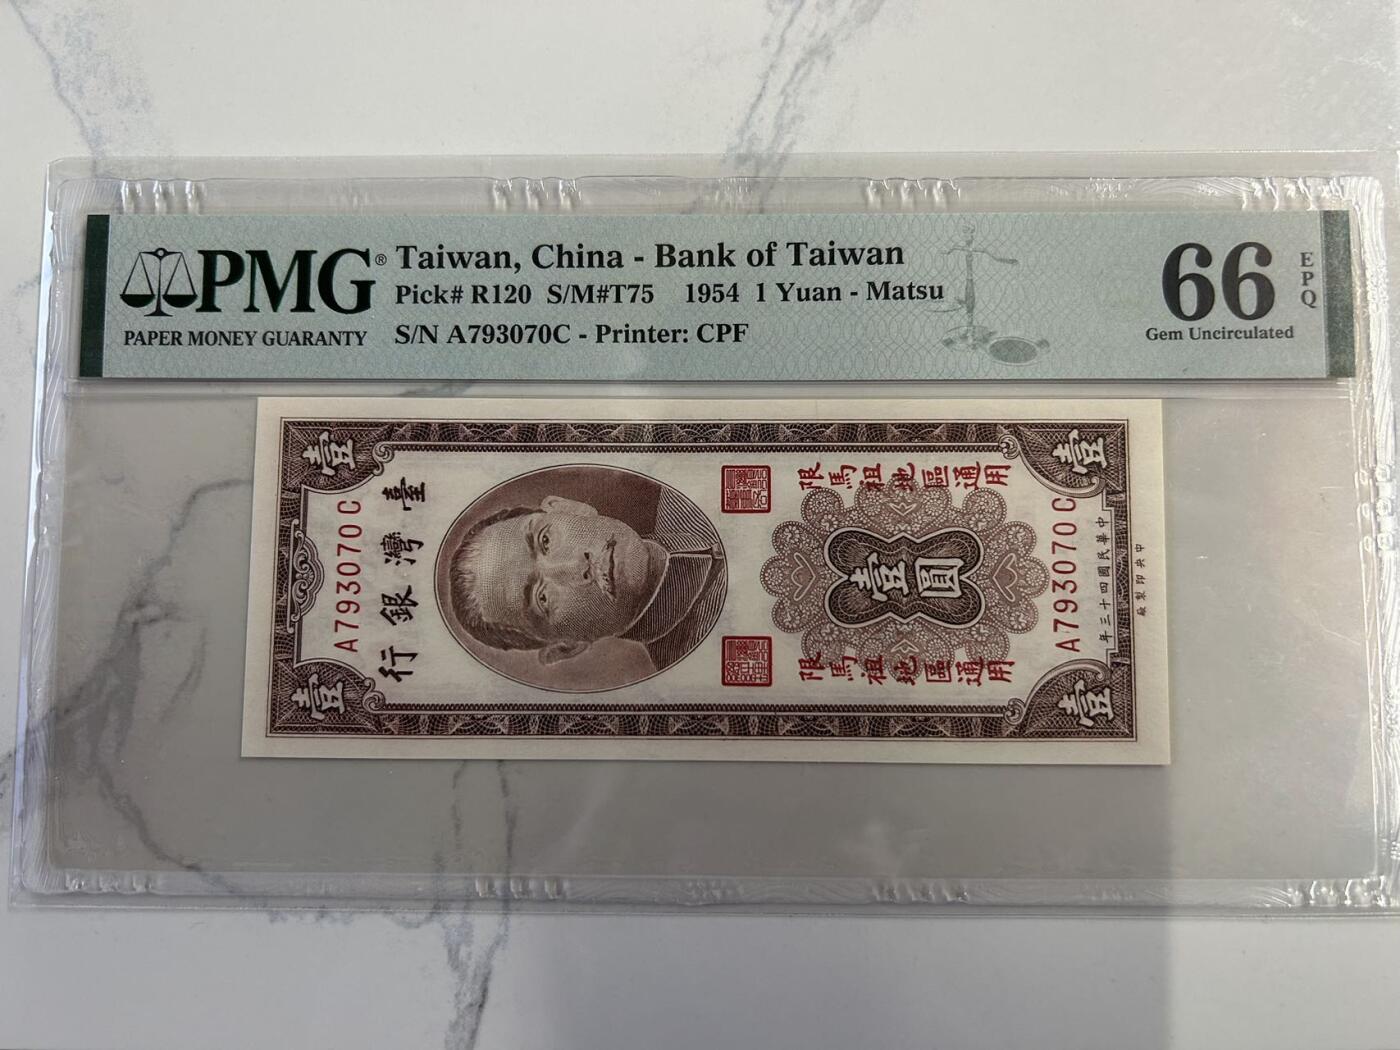 PMG®
PAPER MONEY GUARANTY
Taiwan, China - Bank of Taiwan
Pick# R120 S/M#T75 1954 1 Yuan - Matsu
S/N A793070C - Printer: CPF
66
EPQ
Gem Uncirculated
壹
壹
壹
壹
A793070C
臺灣銀行
限馬祖地區通用
壹圓
限馬祖地區通用
A793070C
中華民國四十三年
中央印製廠